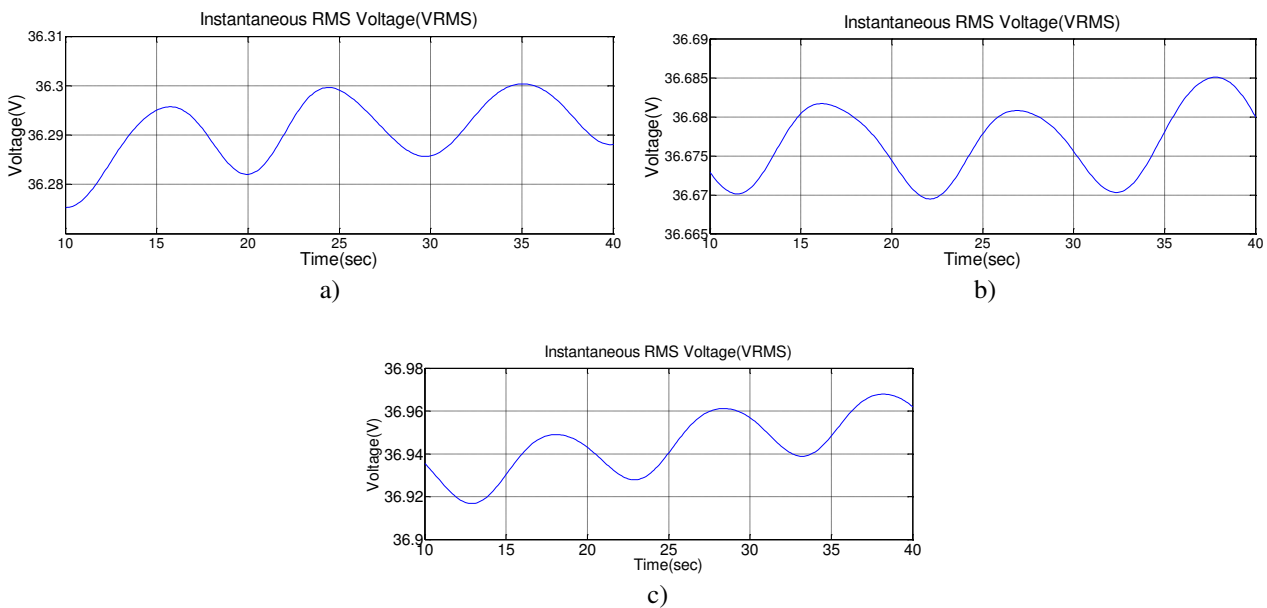 Instantaneous RMS Voltage(VRMS)
36.31
36.3
36.29
36.28
Voltage(V)
10 15 20 25 30 35 40
Time(sec)
a)
Instantaneous RMS Voltage(VRMS)
36.69
36.685
36.68
36.675
36.67
36.665
Voltage(V)
10 15 20 25 30 35 40
Time(sec)
b)
Instantaneous RMS Voltage(VRMS)
36.98
36.96
36.94
36.92
36.9
Voltage(V)
10 15 20 25 30 35 40
Time(sec)
c)